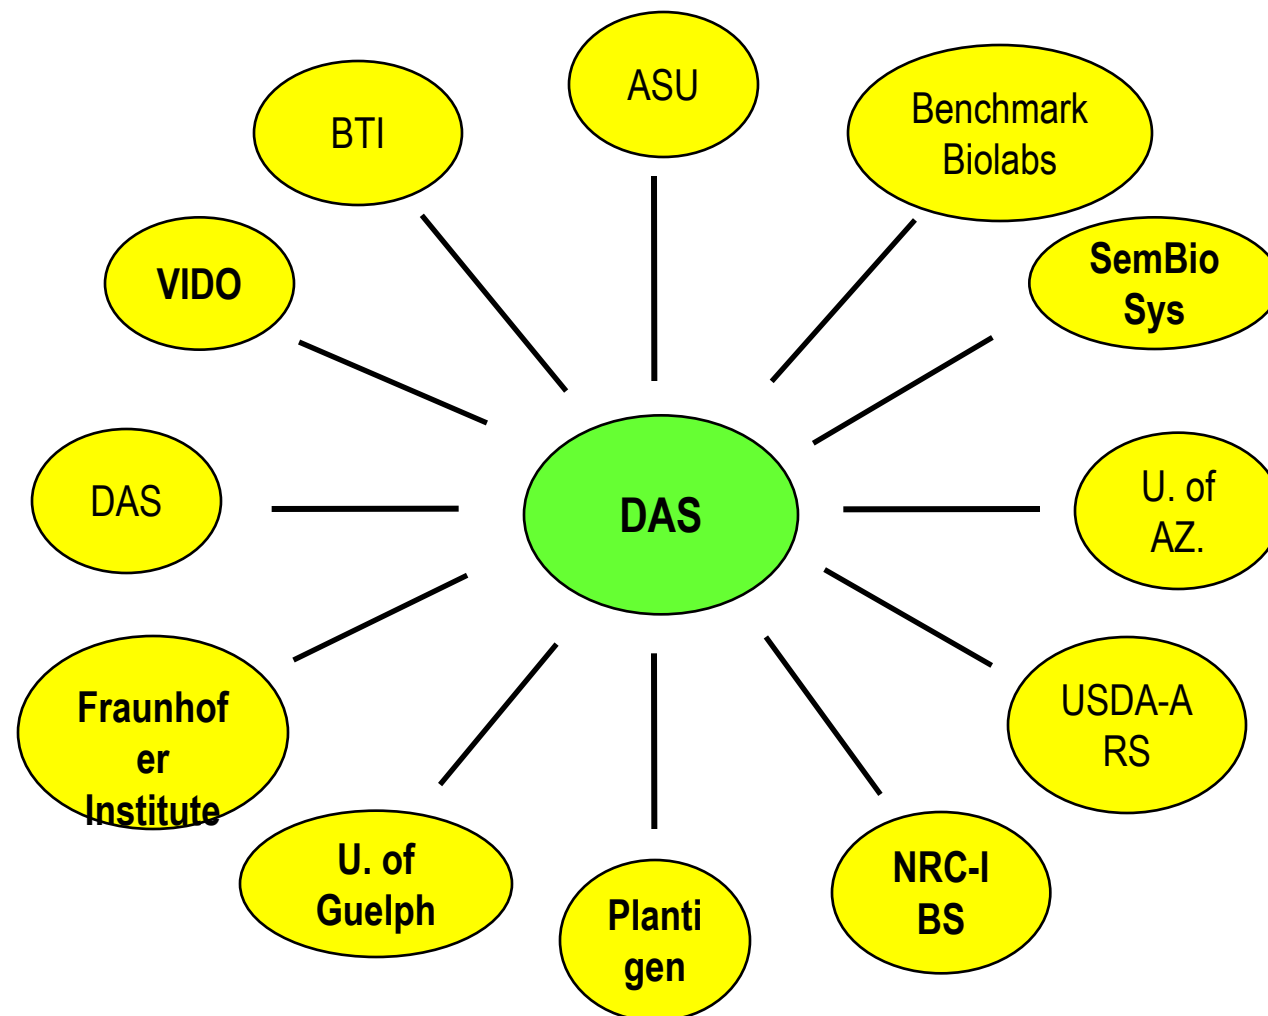 ASU
BTI
Benchmark
Biolabs
VIDO
SemBio
Sys
DAS
DAS
U. of
AZ.
Fraunhof
er
Institute
USDA-A
RS
U. of
Guelph
Planti
gen
NRC-I
BS